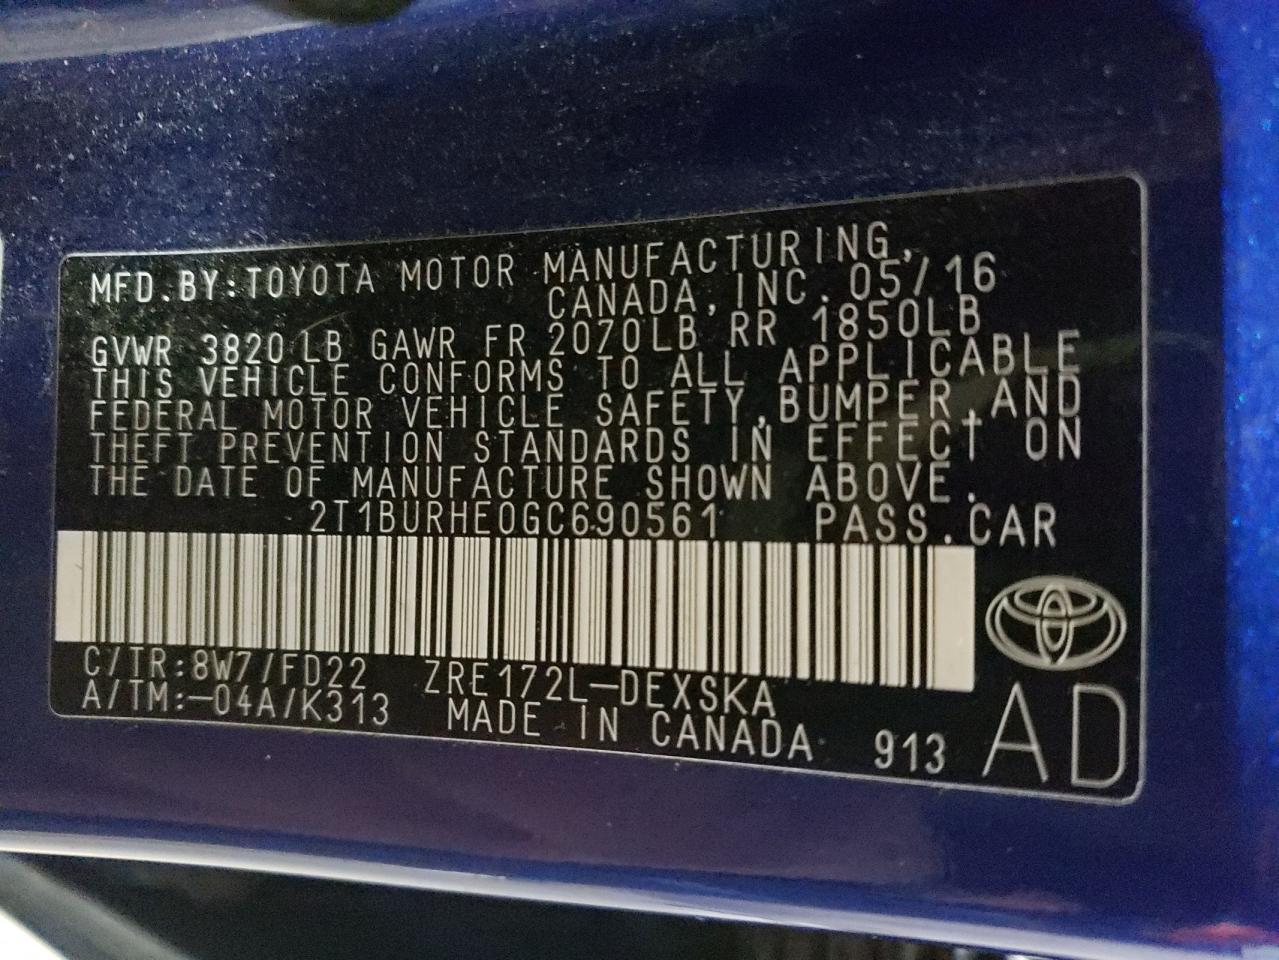 MFD.BY:TOYOTA MOTOR MANUFACTURING,
CANADA,INC. 05/16
GVWR 3820LB GAWR FR 2070LB RR 1850LB
THIS VEHICLE CONFORMS TO ALL APPLICABLE
FEDERAL MOTOR VEHICLE SAFETY,BUMPER,AND
THEFT PREVENTION STANDARDS IN EFFECT ON
THE DATE OF MANUFACTURE SHOWN ABOVE.
2T1BURHE0GC690561 PASS.CAR
C/TR:8W7/FD22 ZRE172L-DEXSKA
A/TM:-04A/K313 MADE IN CANADA 913 AD